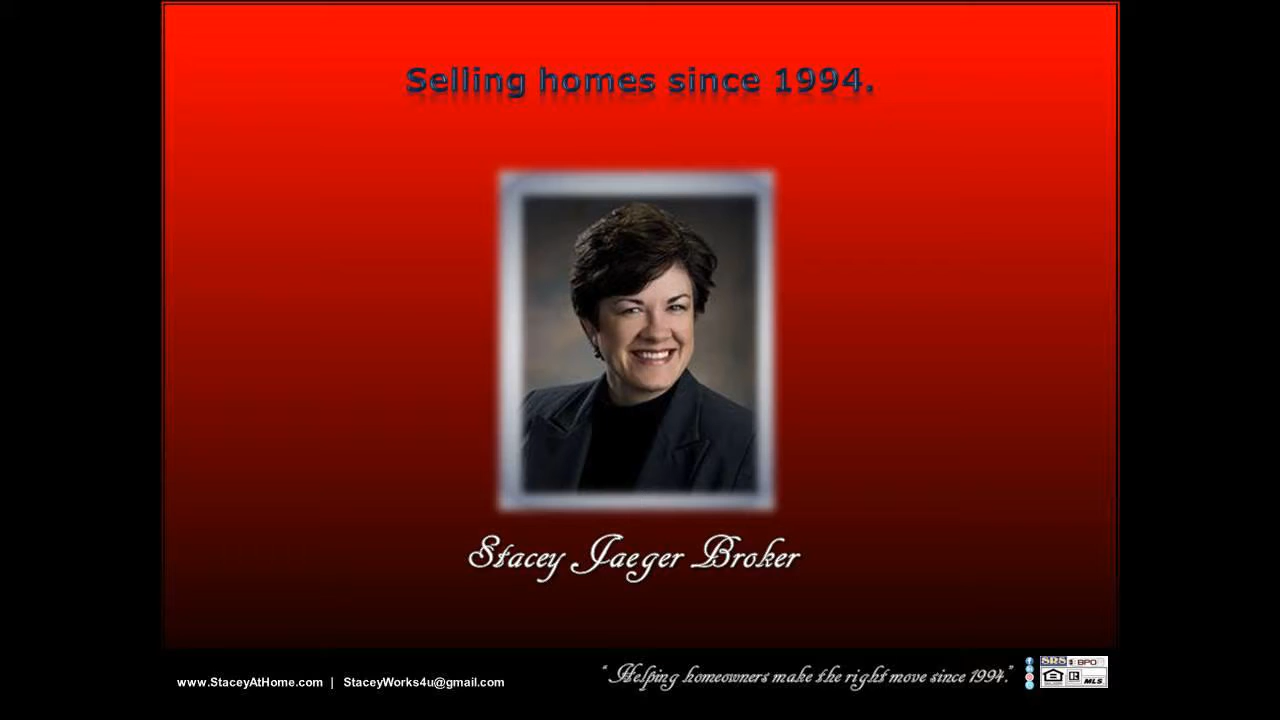 Selling homes since 1994.
Stacey Jaeger Broker
www.StaceyAtHome.com | StaceyWorks4u@gmail.com
“Helping homeowners make the right move since 1994.”
SRS BPO
R MLS